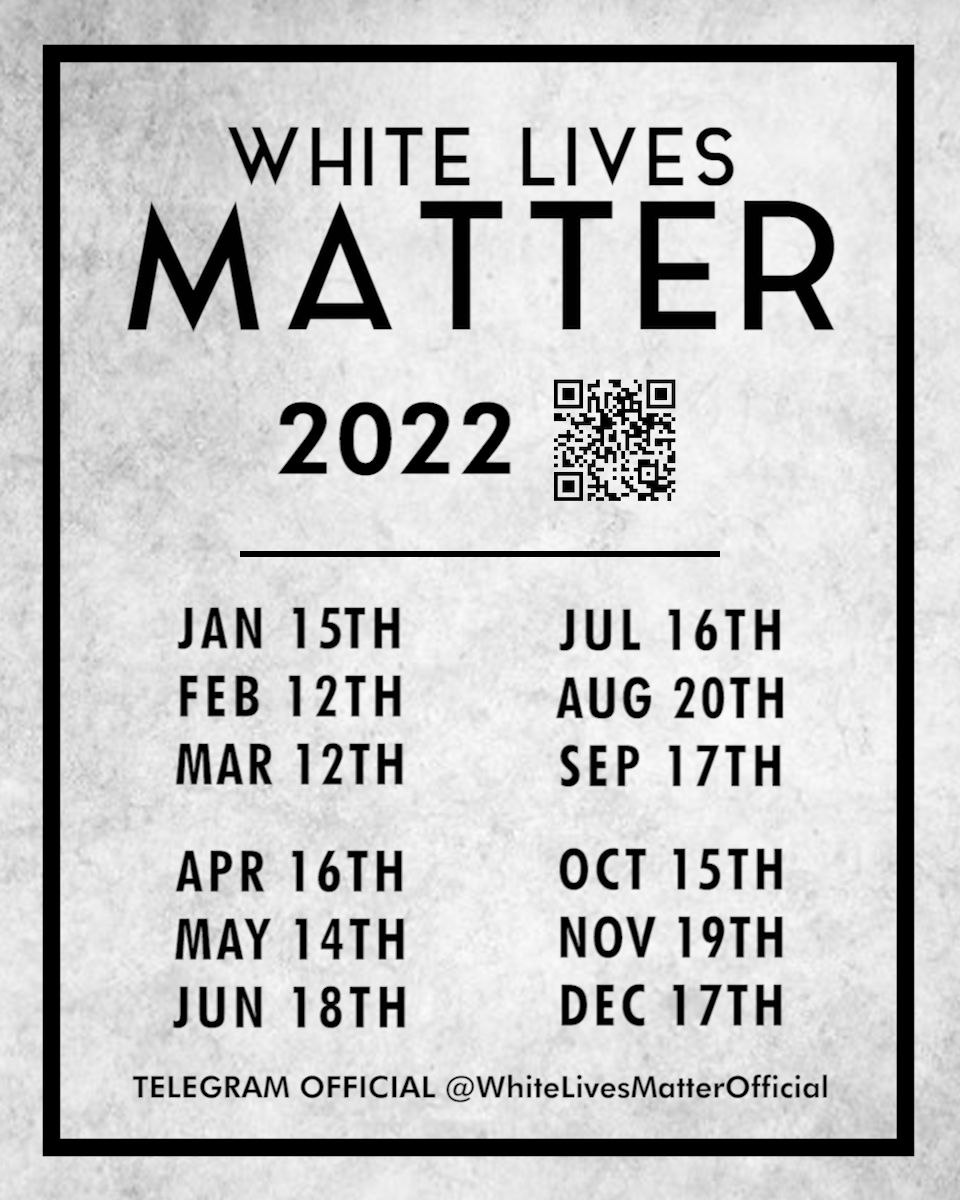 WHITE LIVES
MATTER
2022
JAN 15TH
FEB 12TH
MAR 12TH
APR 16TH
MAY 14TH
JUN 18TH
JUL 16TH
AUG 20TH
SEP 17TH
OCT 15TH
NOV 19TH
DEC 17TH
TELEGRAM OFFICIAL @WhiteLivesMatterOfficial